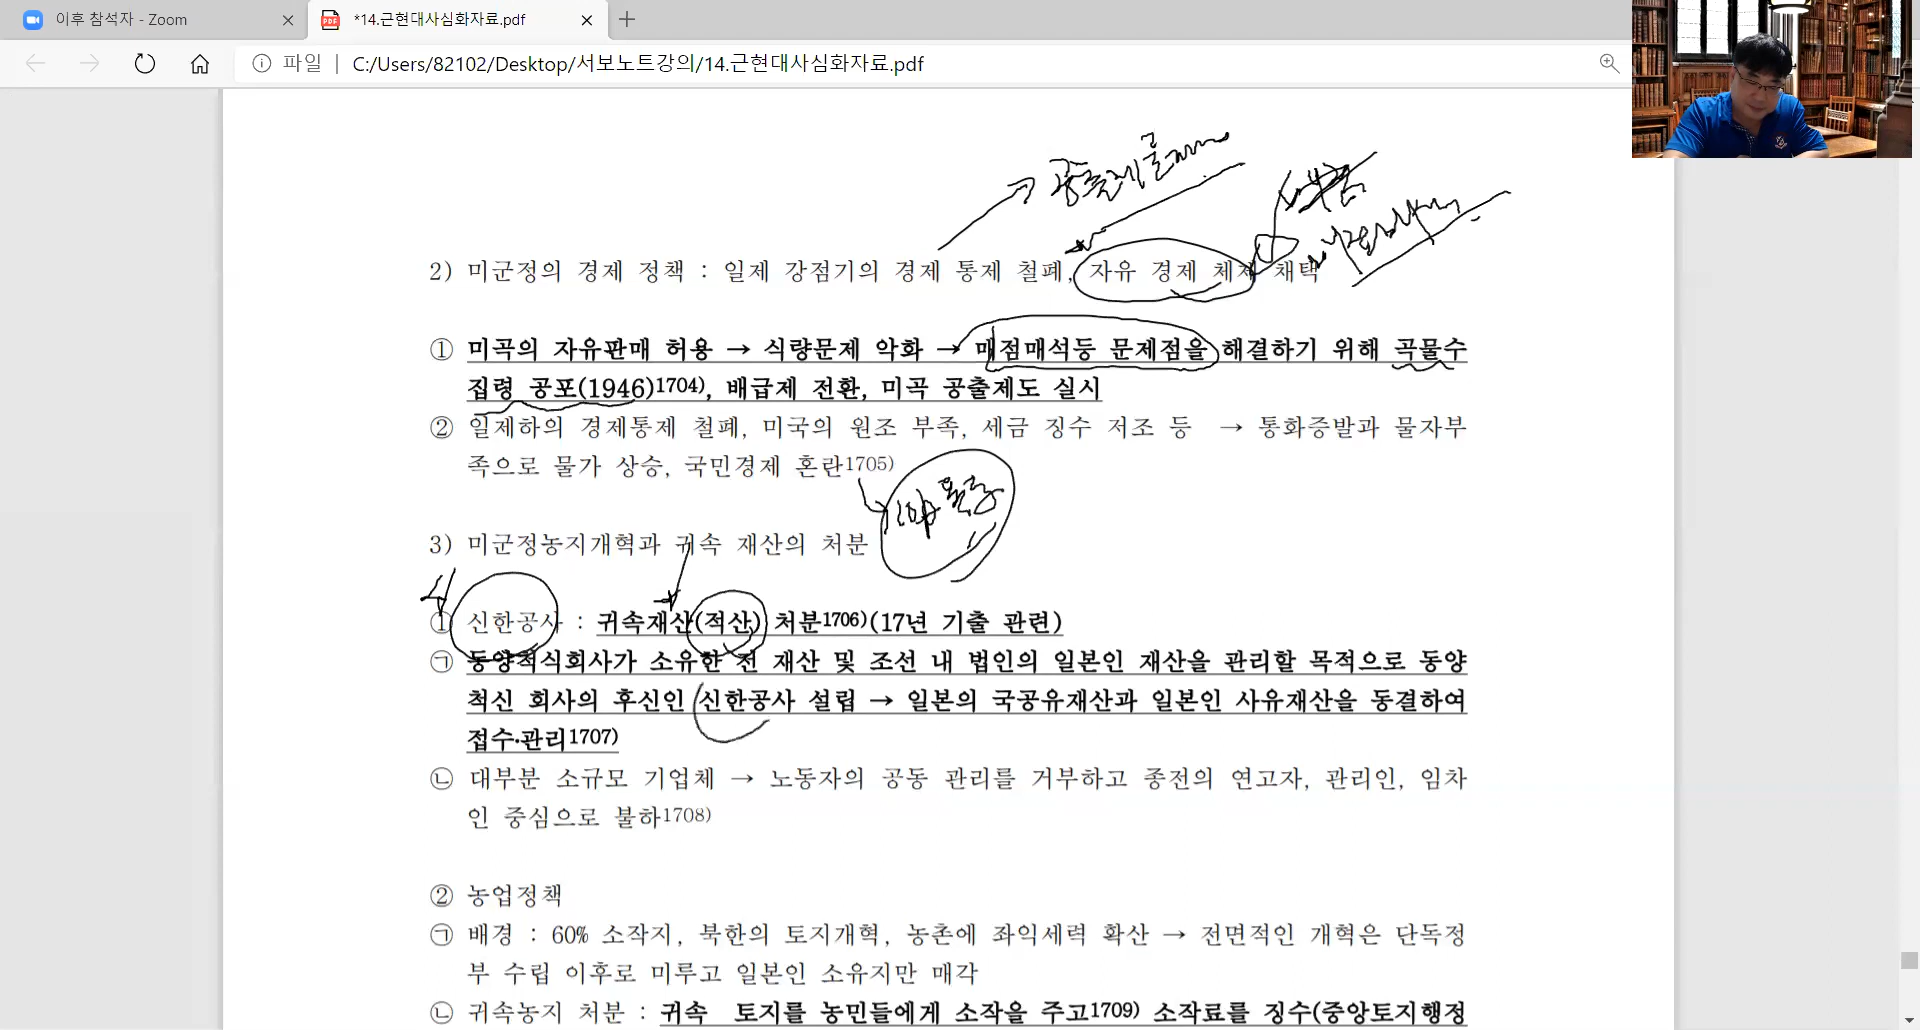 이후 참석자 - Zoom
*14.근현대사심화자료.pdf
파일 | C:/Users/82102/Desktop/서보노트강의/14.근현대사심화자료.pdf
2) 미군정의 경제 정책 : 일제 강점기의 경제 통제 철폐, 자유 경제 체제 채택
① 미곡의 자유판매 허용 → 식량문제 악화 → 매점매석등 문제점을 해결하기 위해 곡물수
집령 공포(1946)1704), 배급제 전환, 미곡 공출제도 실시
② 일제하의 경제통제 철폐, 미국의 원조 부족, 세금 징수 저조 등 → 통화증발과 물자부
족으로 물가 상승, 국민경제 혼란1705)
3) 미군정농지개혁과 귀속 재산의 처분
① 신한공사 : 귀속재산(적산) 처분1706)(17년 기출 관련)
㉠ 동양척식회사가 소유한 전 재산 및 조선 내 법인의 일본인 재산을 관리할 목적으로 동양
척신 회사의 후신인 신한공사 설립 → 일본의 국공유재산과 일본인 사유재산을 동결하여
접수·관리1707)
㉡ 대부분 소규모 기업체 → 노동자의 공동 관리를 거부하고 종전의 연고자, 관리인, 임차
인 중심으로 불하1708)
② 농업정책
㉠ 배경 : 60% 소작지, 북한의 토지개혁, 농촌에 좌익세력 확산 → 전면적인 개혁은 단독정
부 수립 이후로 미루고 일본인 소유지만 매각
㉡ 귀속농지 처분 : 귀속 토지를 농민들에게 소작을 주고1709) 소작료를 징수(중앙토지행정